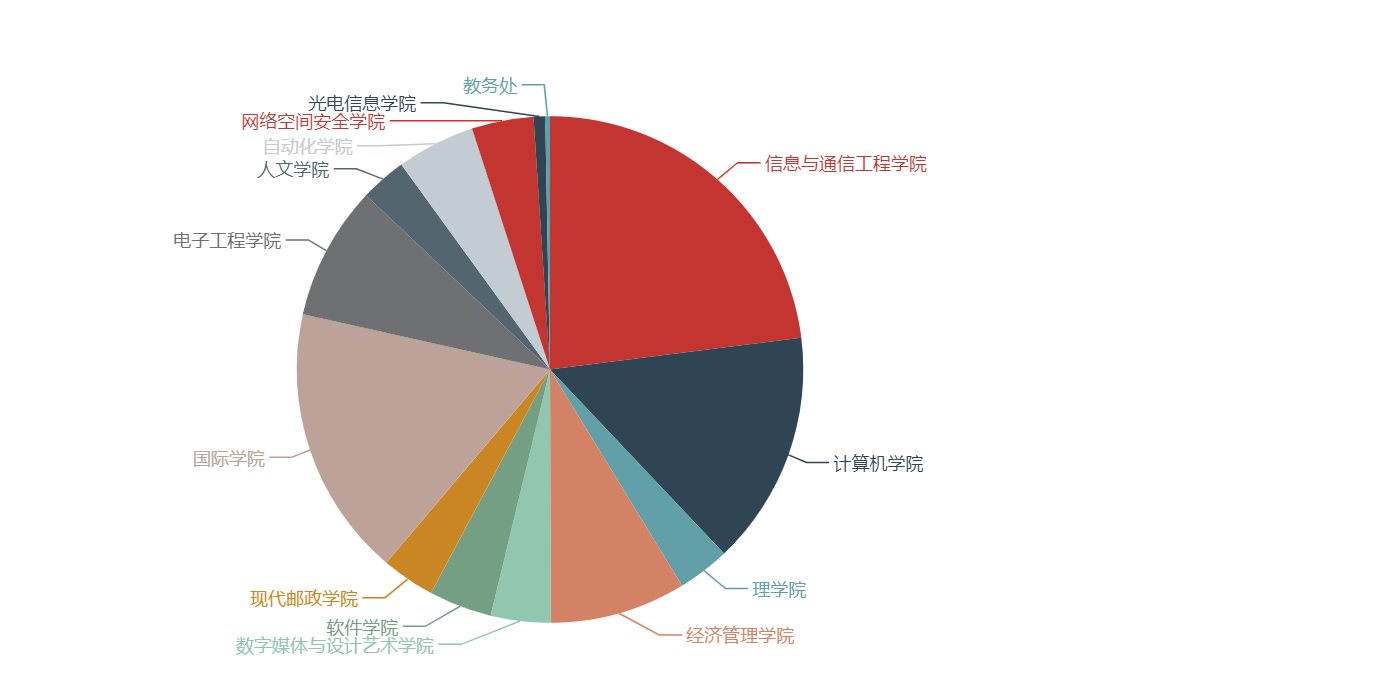 教务处
光电信息学院
网络空间安全学院
自动化学院
信息与通信工程学院
人文学院
电子工程学院
国际学院
计算机学院
理学院
现代邮政学院
软件学院
经济管理学院
数字媒体与设计艺术学院